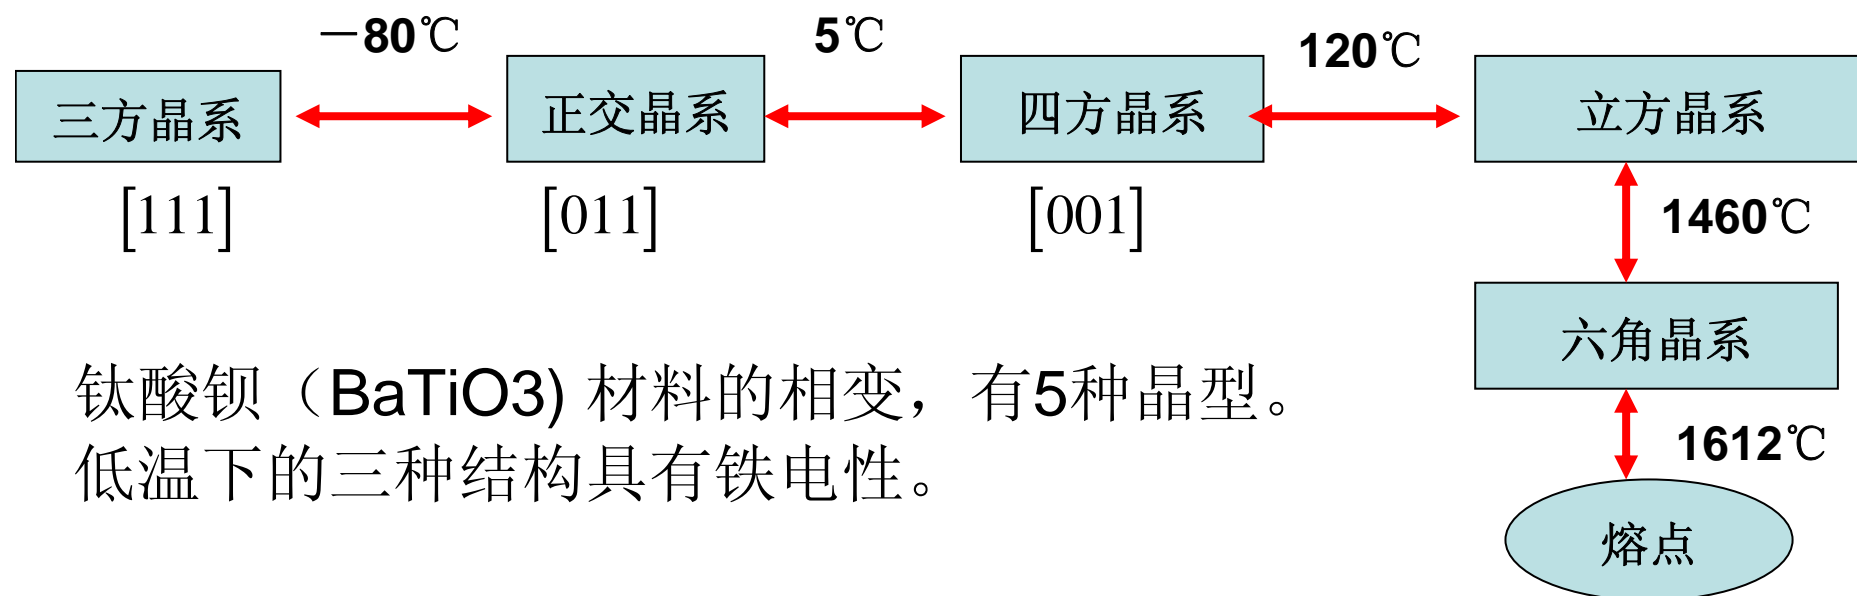 －80℃
5℃
120℃
三方晶系
正交晶系
四方晶系
立方晶系
[111]
[011]
[001]
1460℃
六角晶系
钛酸钡（BaTiO3) 材料的相变，有5种晶型。
低温下的三种结构具有铁电性。
1612℃
熔点